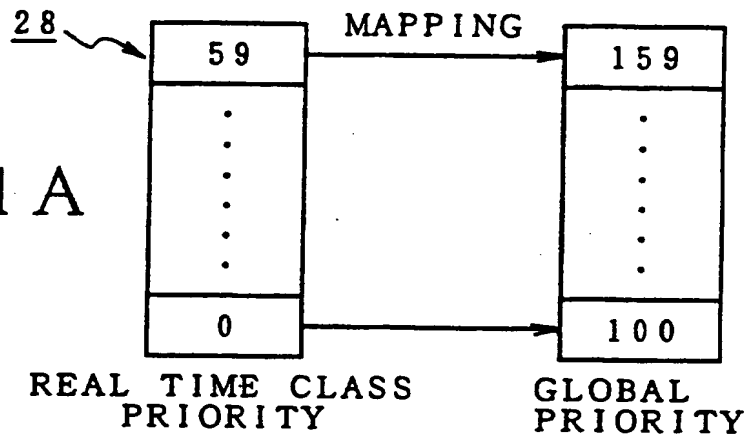 28
MAPPING
59
159
1 A
0
100
REAL TIME CLASS
PRIORITY
GLOBAL
PRIORITY